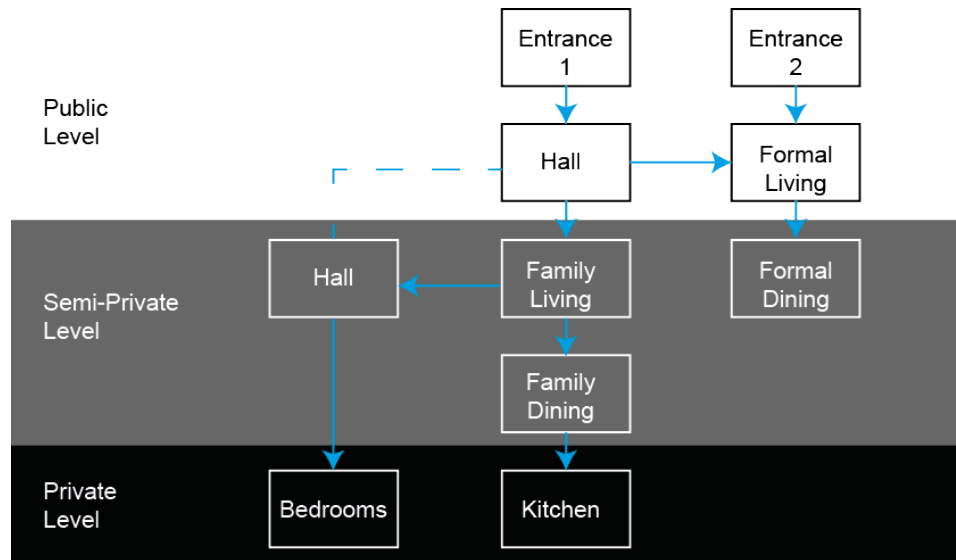 Entrance
1
Entrance
2
Public
Level
Hall
Formal
Living
Semi-Private
Level
Hall
Family
Living
Formal
Dining
Family
Dining
Private
Level
Bedrooms
Kitchen